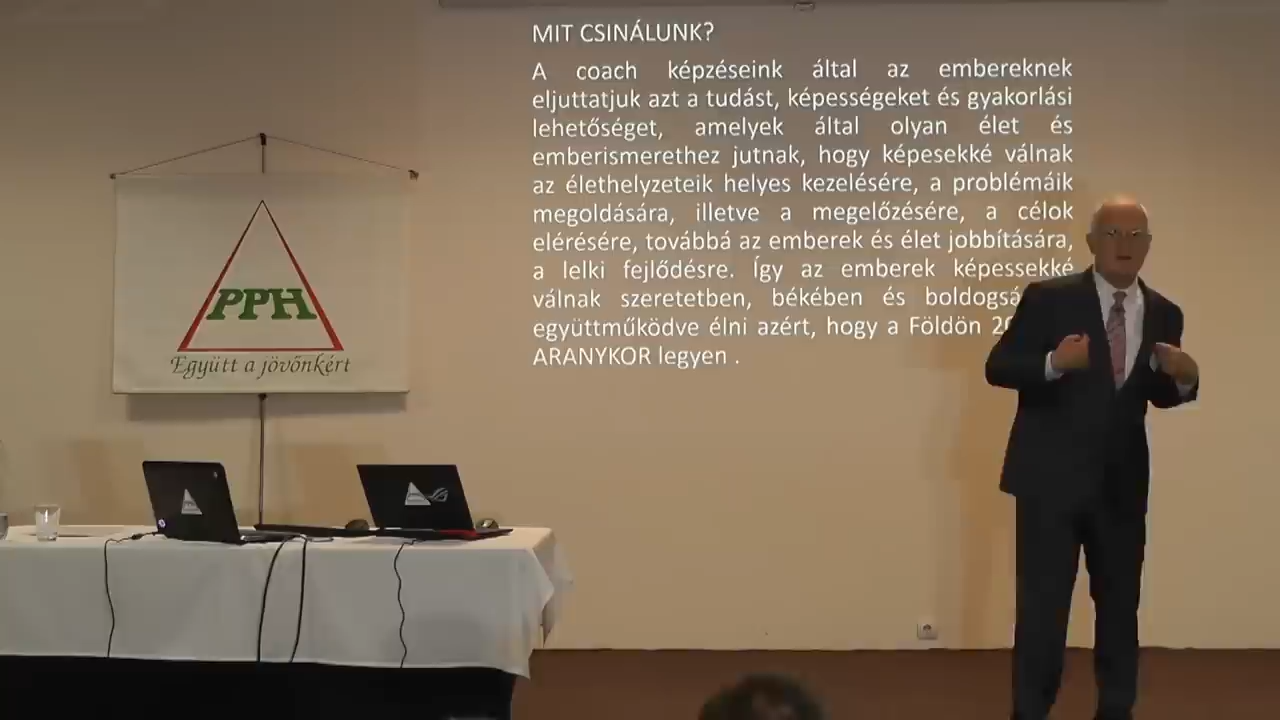 MIT CSINÁLUNK?
A coach képzéseink által az embereknek
eljuttatjuk azt a tudást, képességeket és gyakorlási
lehetőséget, amelyek által olyan élet és
emberismerethez jutnak, hogy képesekké válnak
az élethelyzeteik helyes kezelésére, a problémáik
megoldására, illetve a megelőzésére, a célok
elérésére, továbbá az emberek és élet jobbítására,
a lelki fejlődésre. Így az emberek képessekké
válnak szeretetben, békében és
együttműködve élni azért, hogy a Földön
ARANYKOR legyen .
PPH
Együtt a jövőnkért